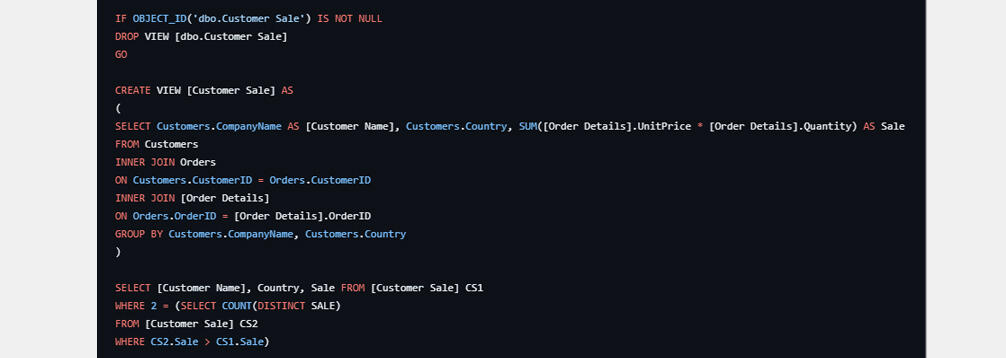 IF OBJECT_ID('dbo.Customer Sale') IS NOT NULL
DROP VIEW [dbo.Customer Sale]
GO
CREATE VIEW [Customer Sale] AS
(
SELECT Customers.CompanyName AS [Customer Name], Customers.Country, SUM([Order Details].UnitPrice * [Order Details].Quantity) AS Sale
FROM Customers
INNER JOIN Orders
ON Customers.CustomerID = Orders.CustomerID
INNER JOIN [Order Details]
ON Orders.OrderID = [Order Details].OrderID
GROUP BY Customers.CompanyName, Customers.Country
)
SELECT [Customer Name], Country, Sale FROM [Customer Sale] CS1
WHERE 2 = (SELECT COUNT(DISTINCT SALE)
FROM [Customer Sale] CS2
WHERE CS2.Sale > CS1.Sale)